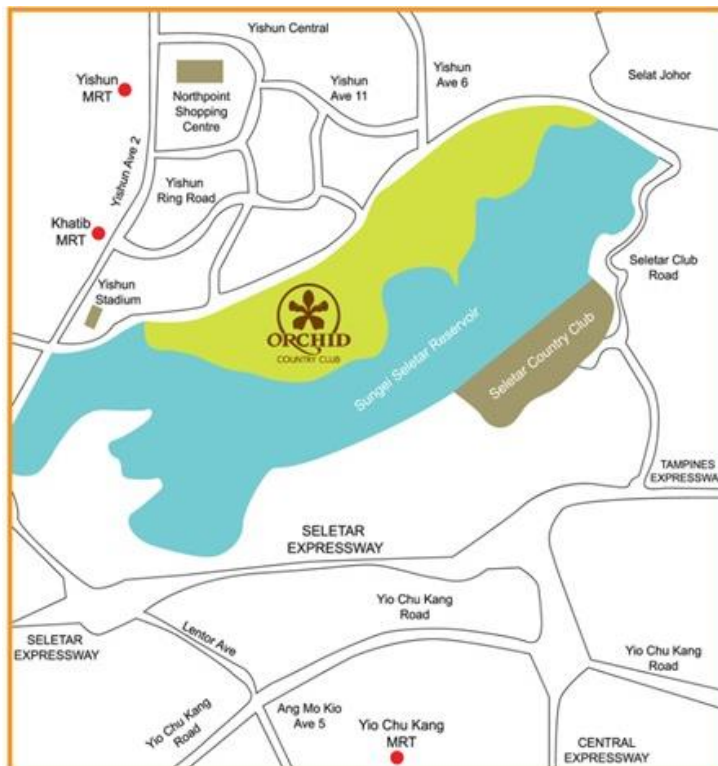 Yishun Central
Yishun
MRT
Northpoint
Shopping
Centre
Yishun
Ave 11
Yishun
Ave 6
Selat Johor
Yishun Ave 2
Yishun
Ring Road
Khatib
MRT
Yishun
Stadium
Seletar Club
Road
ORCHID
COUNTRY CLUB
Sungei Seletar Reservoir
Seletar Country Club
TAMPINES
EXPRESSWAY
SELETAR
EXPRESSWAY
Yio Chu Kang
Road
SELETAR
EXPRESSWAY
Lentor Ave
Yio Chu Kang
Road
Yio Chu Kang
Road
Ang Mo Kio
Ave 5
Yio Chu Kang
MRT
CENTRAL
EXPRESSWAY